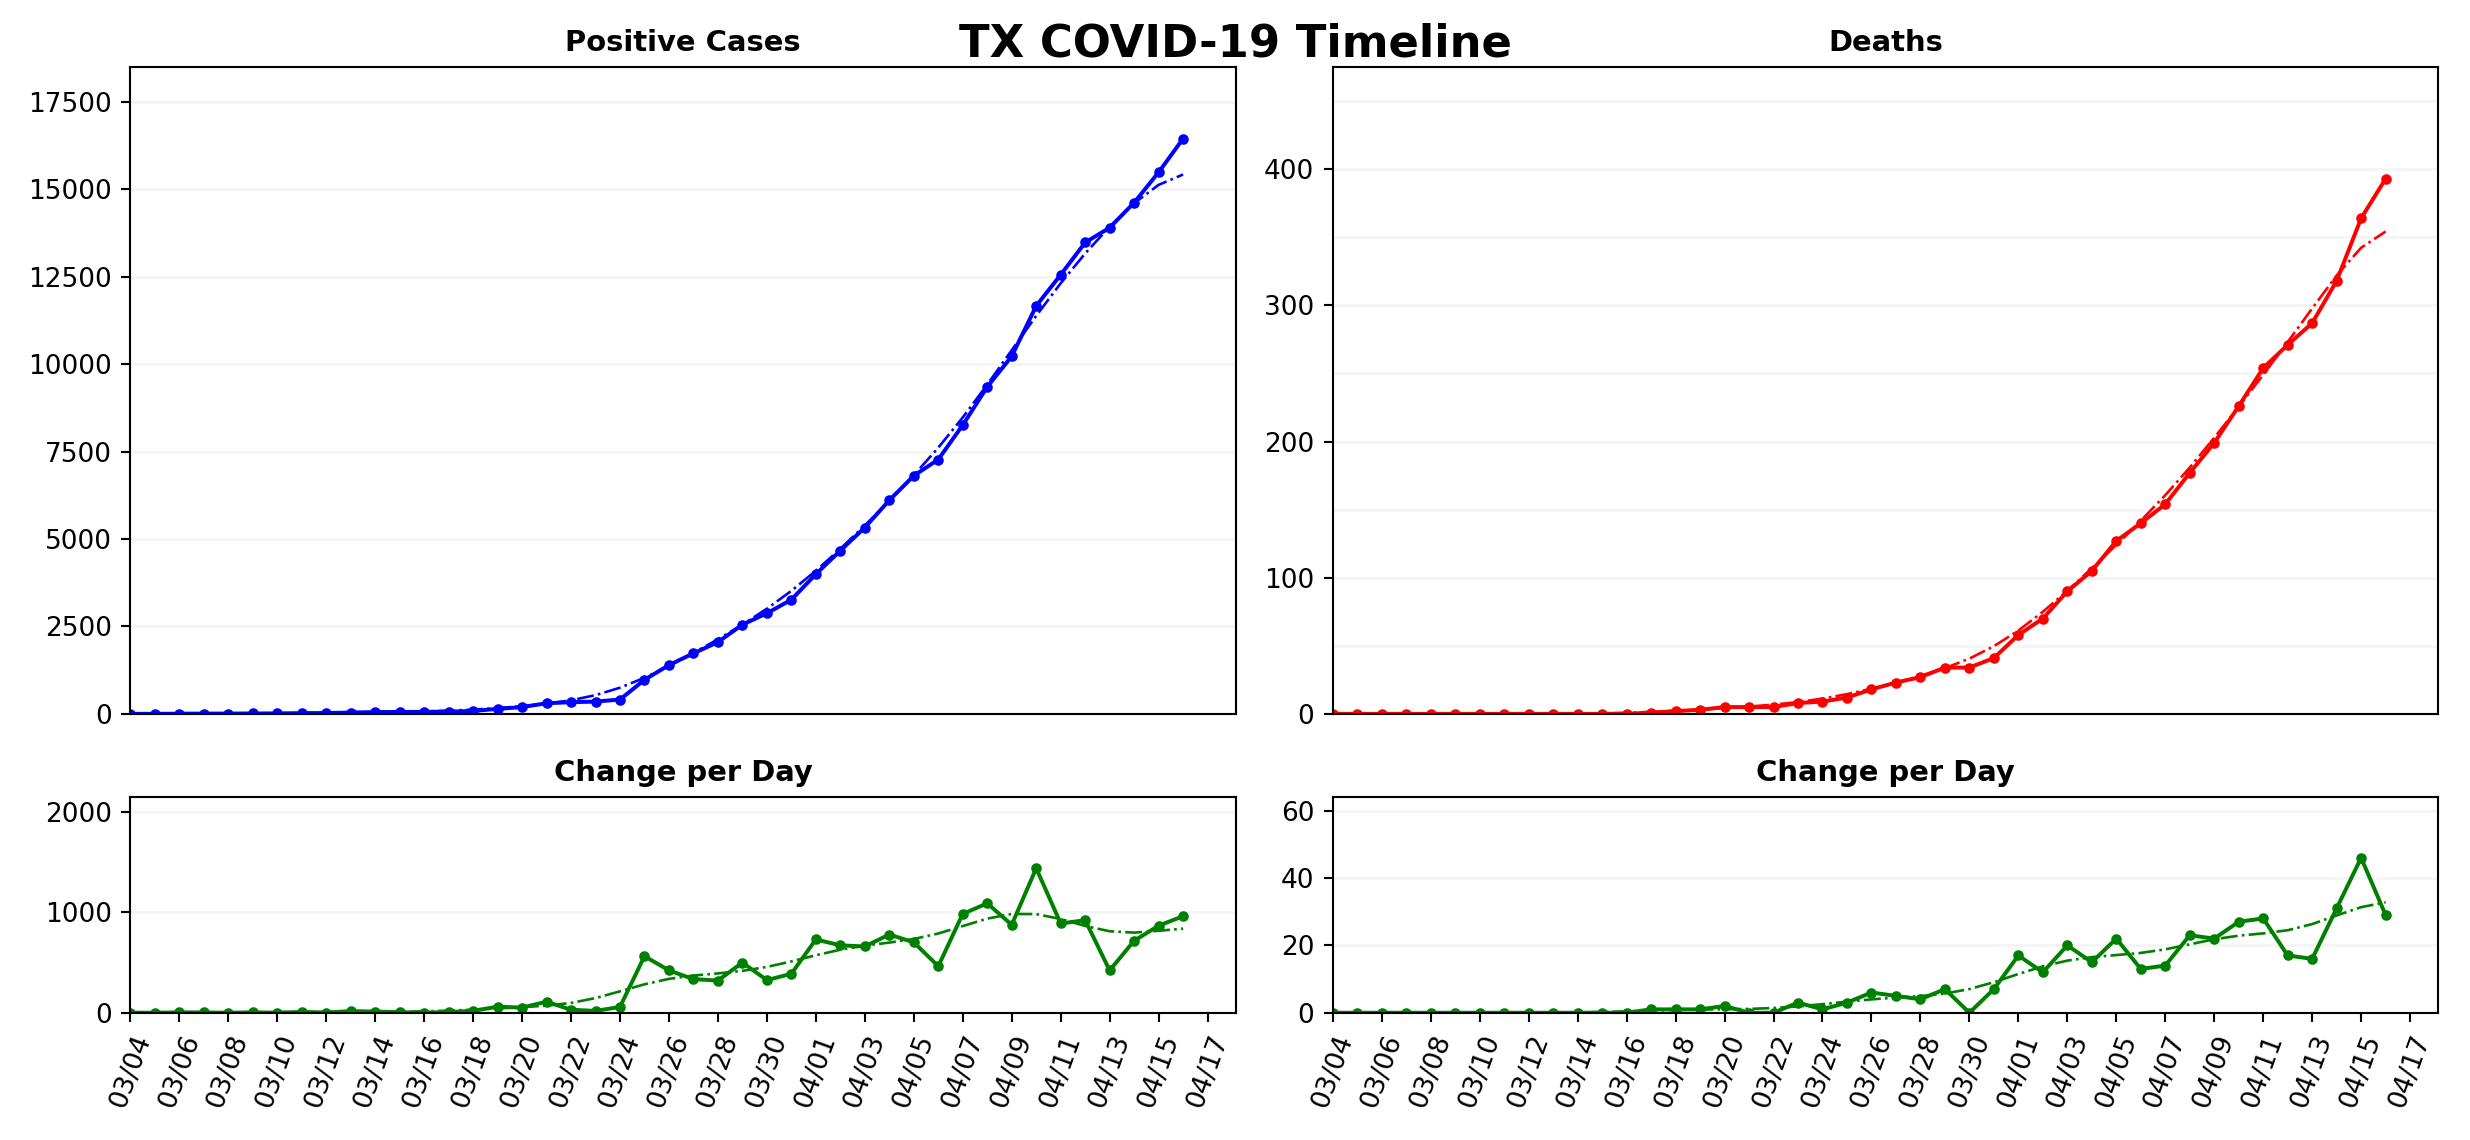 TX COVID-19 Timeline
Positive Cases
17500
15000
12500
10000
7500
5000
2500
0
Deaths
400
300
200
100
0
Change per Day
2000
1000
0
03/04 03/06 03/08 03/10 03/12 03/14 03/16 03/18 03/20 03/22 03/24 03/26 03/28 03/30 04/01 04/03 04/05 04/07 04/09 04/11 04/13 04/15 04/17
Change per Day
60
40
20
0
03/04 03/06 03/08 03/10 03/12 03/14 03/16 03/18 03/20 03/22 03/24 03/26 03/28 03/30 04/01 04/03 04/05 04/07 04/09 04/11 04/13 04/15 04/17